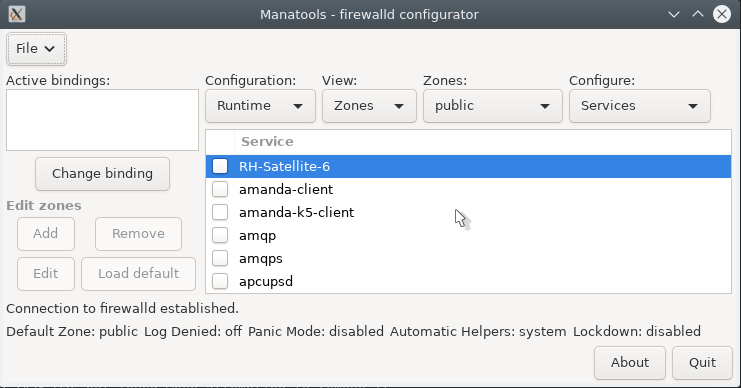 Manatools - firewalld configurator
File
Active bindings:
Configuration: View: Zones: Configure:
Runtime Zones public Services
Service
RH-Satellite-6
amanda-client
amanda-k5-client
amqp
amqps
apcupsd
Change binding
Edit zones
Add Remove
Edit Load default
Connection to firewalld established.
Default Zone: public Log Denied: off Panic Mode: disabled Automatic Helpers: system Lockdown: disabled
About Quit